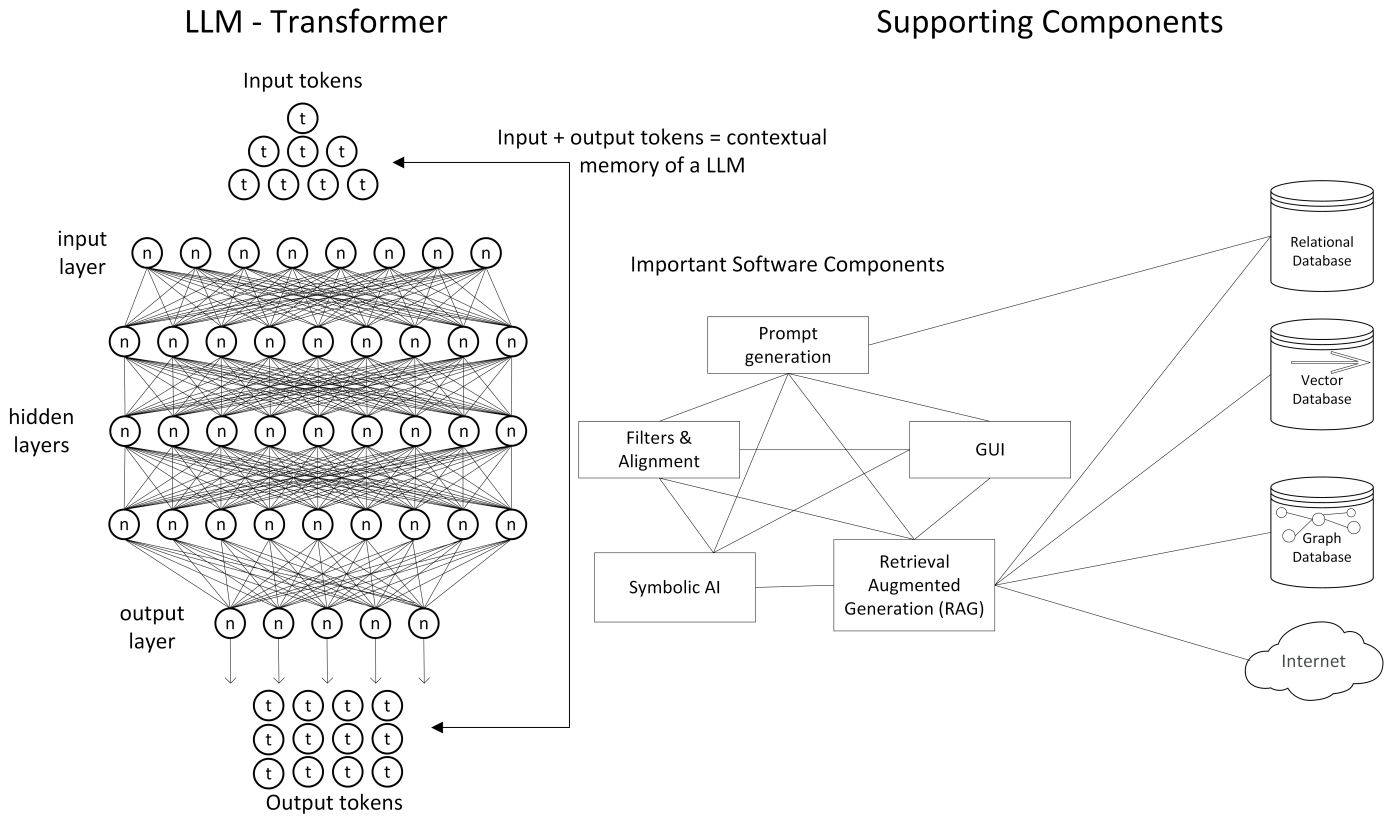 LLM - Transformer
Supporting Components
Input tokens
t
t t t
t t t t
Input + output tokens = contextual
memory of a LLM
input
layer
n n n n n n n n
n n n n n n n n n
hidden
layers
n n n n n n n n n
n n n n n n n n n
output
layer
n n n n n
t t t t
t t t t
t t t t
Output tokens
Important Software Components
Prompt
generation
Filters &
Alignment
GUI
Symbolic AI
Retrieval
Augmented
Generation (RAG)
Relational
Database
Vector
Database
Graph
Database
Internet